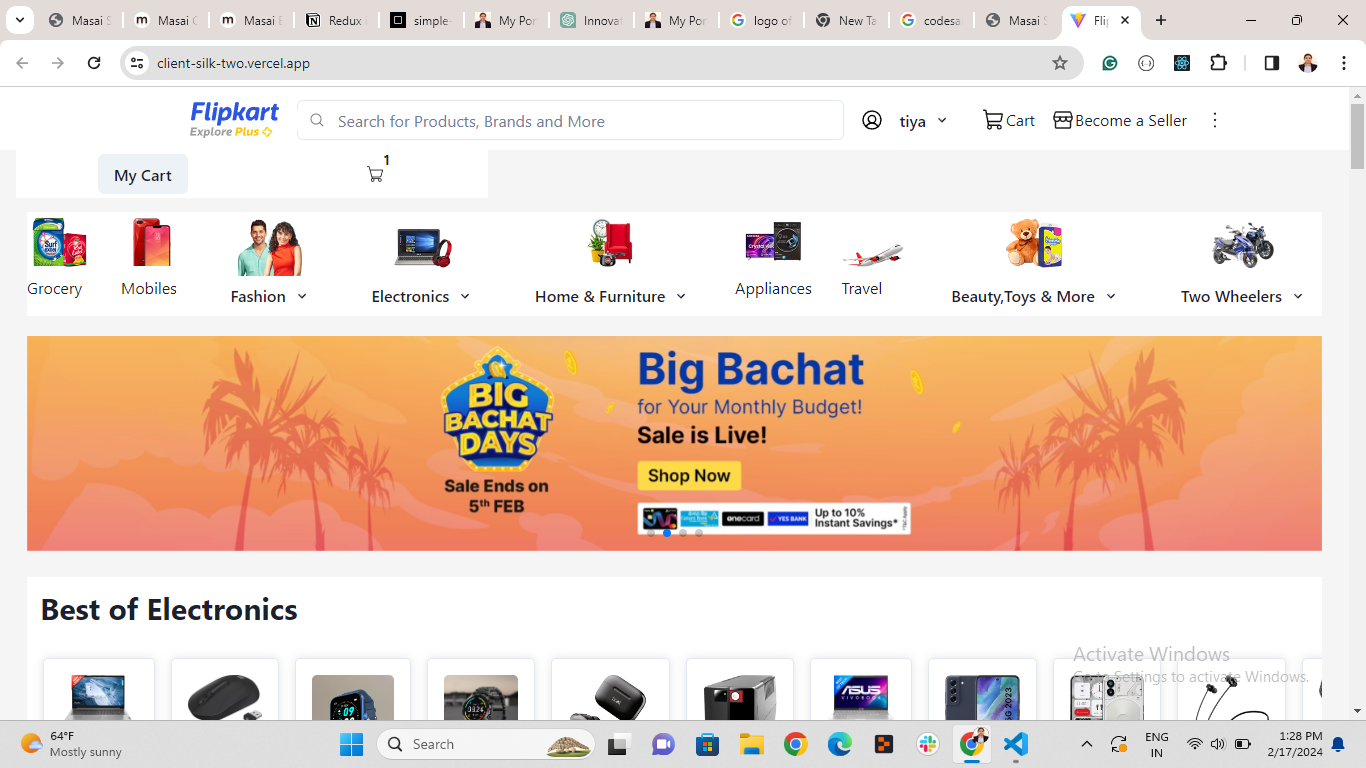 Masai S
Masai C
Masai E
Redux
simple-
My Por
Innovat
My Por
logo of
New Ta
codesa
Masai S
Flip
client-silk-two.vercel.app
Flipkart
Explore Plus
Search for Products, Brands and More
tiya
Cart
Become a Seller
My Cart
1
Grocery
Mobiles
Fashion
Electronics
Home & Furniture
Appliances
Travel
Beauty,Toys & More
Two Wheelers
BIG
BACHAT
DAYS
Sale Ends on
5th FEB
Big Bachat
for Your Monthly Budget!
Sale is Live!
Shop Now
onecard
YES BANK
Up to 10%
Instant Savings*
Best of Electronics
ASUS
VIVOBOOK
Activate Windows
Go to Settings to activate Windows.
64°F
Mostly sunny
Search
ENG
IN
1:28 PM
2/17/2024